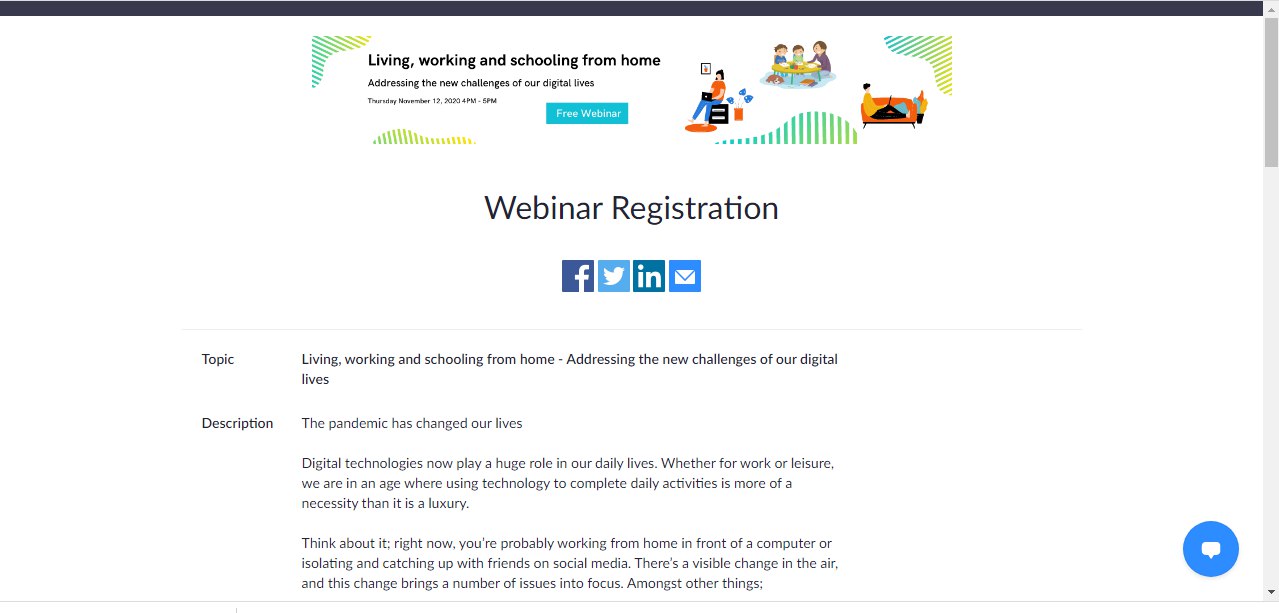 Living, working and schooling from home
Addressing the new challenges of our digital lives
Thursday November 12, 2020 4PM - 5PM
Free Webinar
Webinar Registration
Topic
Living, working and schooling from home - Addressing the new challenges of our digital
lives
Description
The pandemic has changed our lives
Digital technologies now play a huge role in our daily lives. Whether for work or leisure,
we are in an age where using technology to complete daily activities is more of a
necessity than it is a luxury.
Think about it; right now, you’re probably working from home in front of a computer or
isolating and catching up with friends on social media. There’s a visible change in the air,
and this change brings a number of issues into focus. Amongst other things;